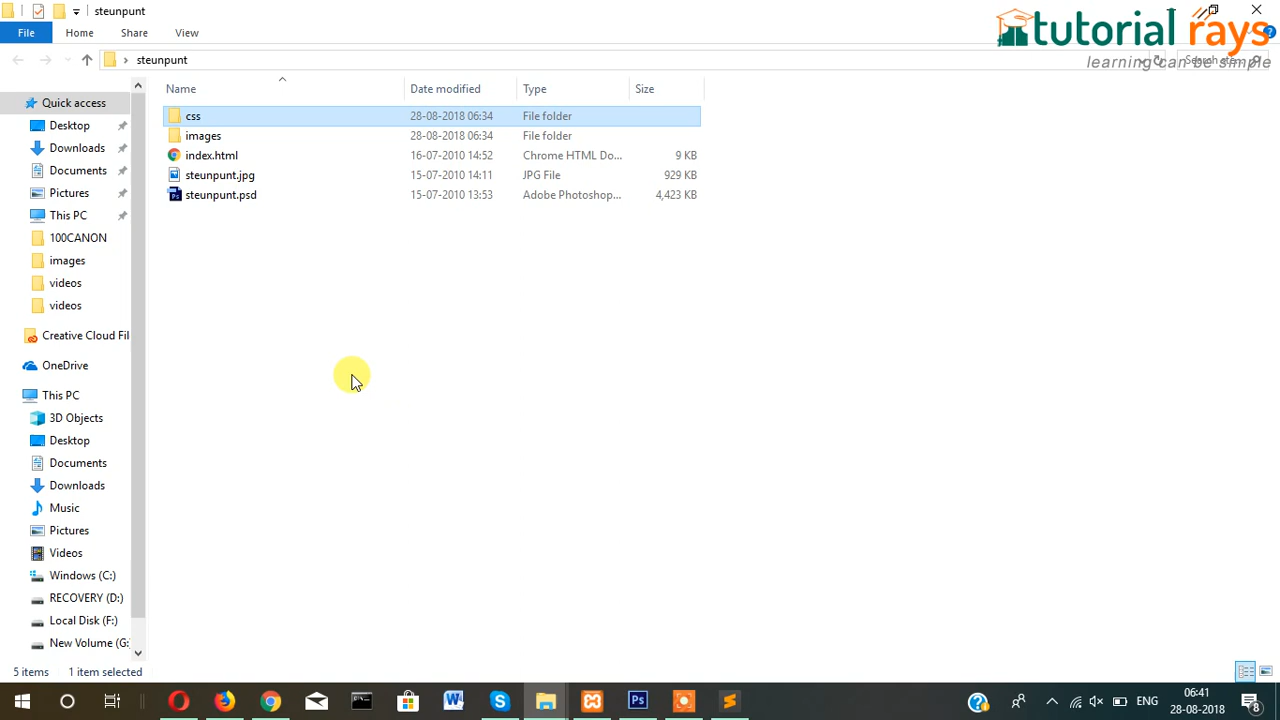 steunpunt
tutorial rays
learning can be simple
File Home Share View
steunpunt
Name Date modified Type Size
Quick access
css 28-08-2018 06:34 File folder
Desktop
images 28-08-2018 06:34 File folder
Downloads
index.html 16-07-2010 14:52 Chrome HTML Do... 9 KB
Documents
steunpunt.jpg 15-07-2010 14:11 JPG File 929 KB
Pictures
steunpunt.psd 15-07-2010 13:53 Adobe Photoshop... 4,423 KB
This PC
100CANON
images
videos
videos
Creative Cloud Fil
OneDrive
This PC
3D Objects
Desktop
Documents
Downloads
Music
Pictures
Videos
Windows (C:)
RECOVERY (D:)
Local Disk (F:)
New Volume (G:
5 items 1 item selected
ENG 06:41
28-08-2018 8